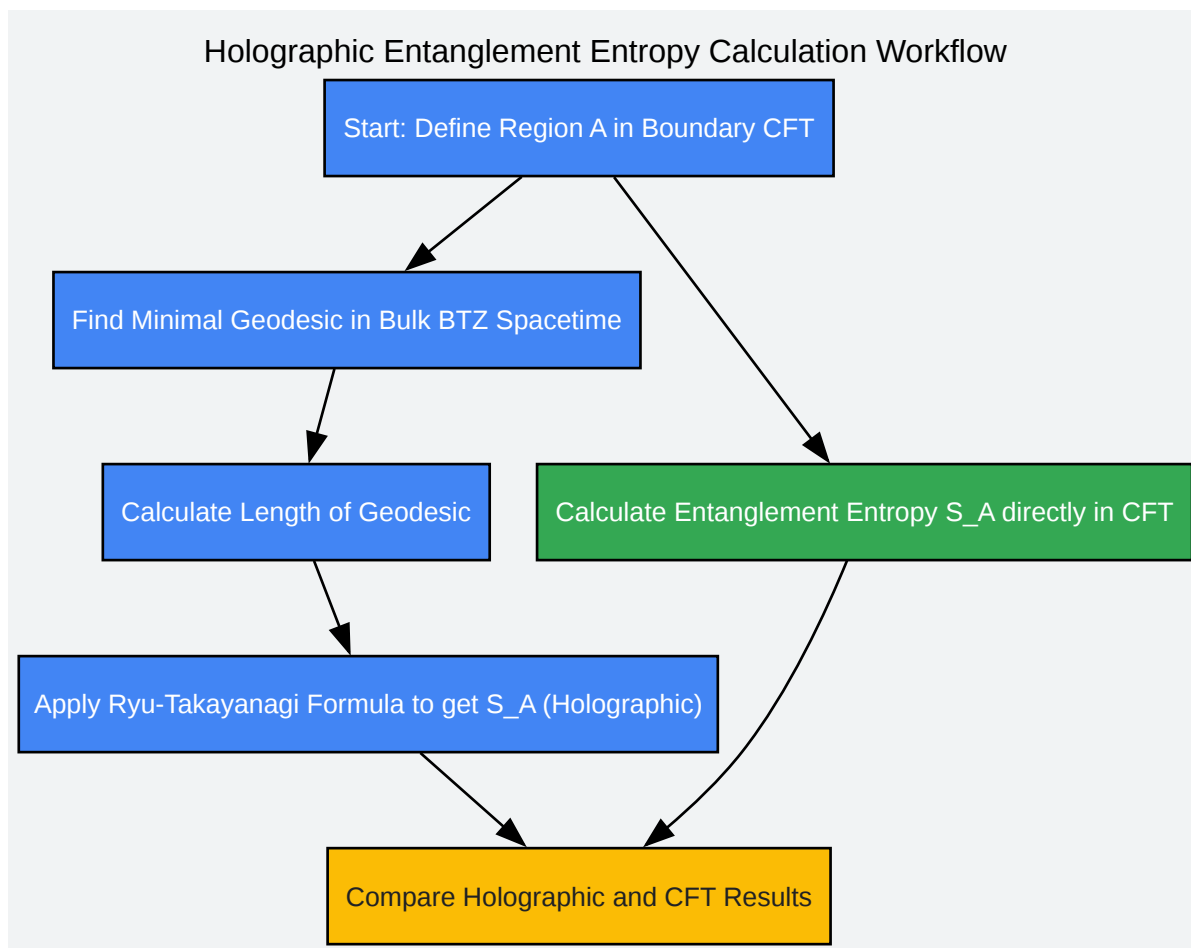 Holographic Entanglement Entropy Calculation Workflow
Start: Define Region A in Boundary CFT
Find Minimal Geodesic in Bulk BTZ Spacetime
Calculate Length of Geodesic
Calculate Entanglement Entropy S_A directly in CFT
Apply Ryu-Takayanagi Formula to get S_A (Holographic)
Compare Holographic and CFT Results